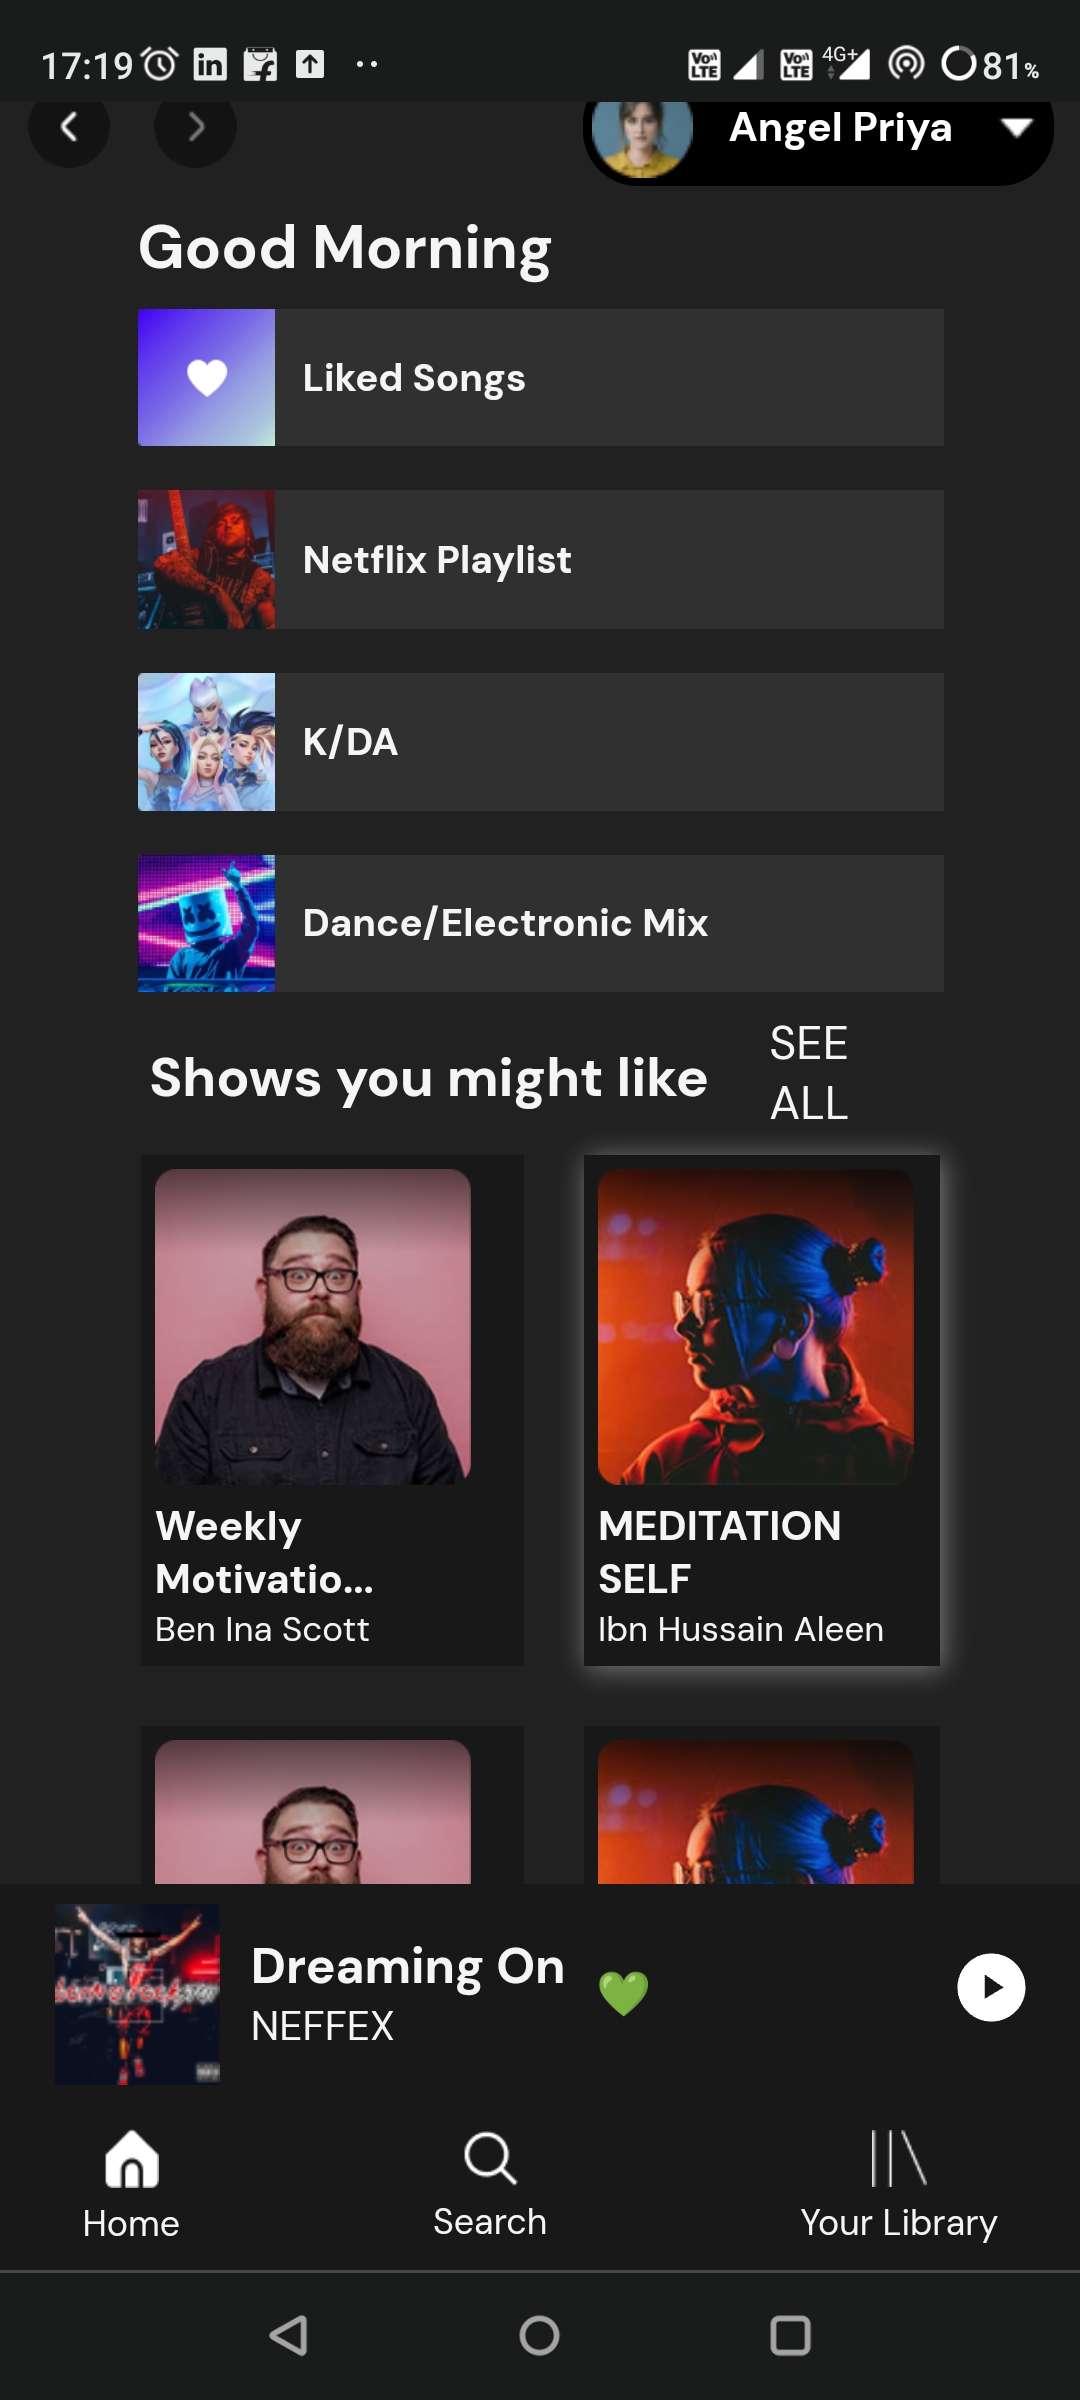 17:19
Vo)) LTE
Vo)) LTE
4G+
81%
Angel Priya
Good Morning
Liked Songs
Netflix Playlist
K/DA
Dance/Electronic Mix
Shows you might like
SEE
ALL
Weekly
Motivatio...
Ben Ina Scott
MEDITATION
SELF
Ibn Hussain Aleen
Dreaming On
NEFFEX
Home
Search
Your Library